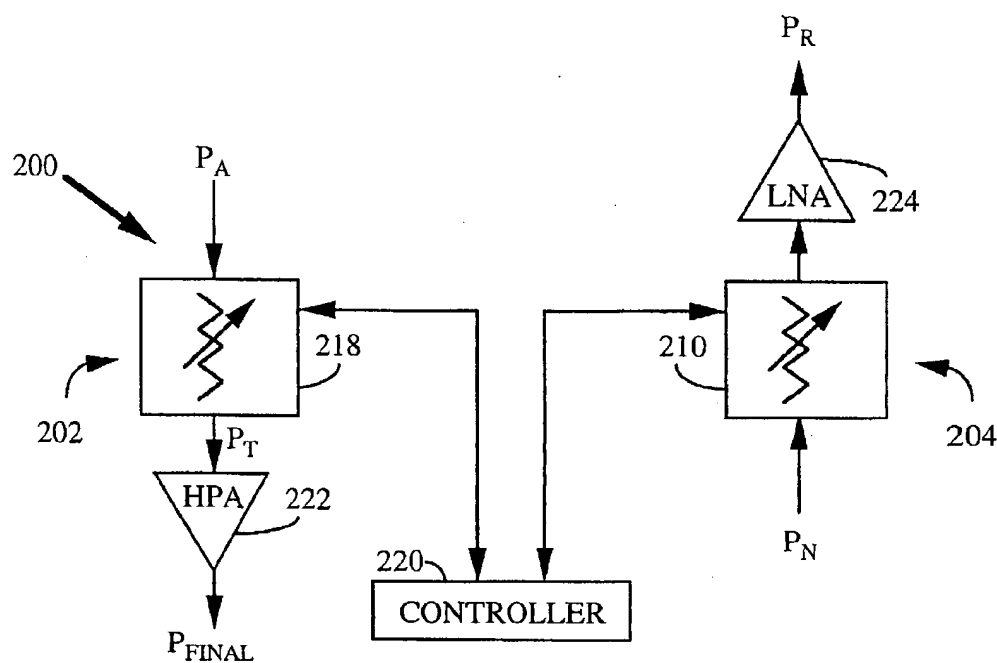 P_R
200
P_A
LNA
224
218
210
202
P_T
204
HPA
222
P_N
220
CONTROLLER
P_FINAL